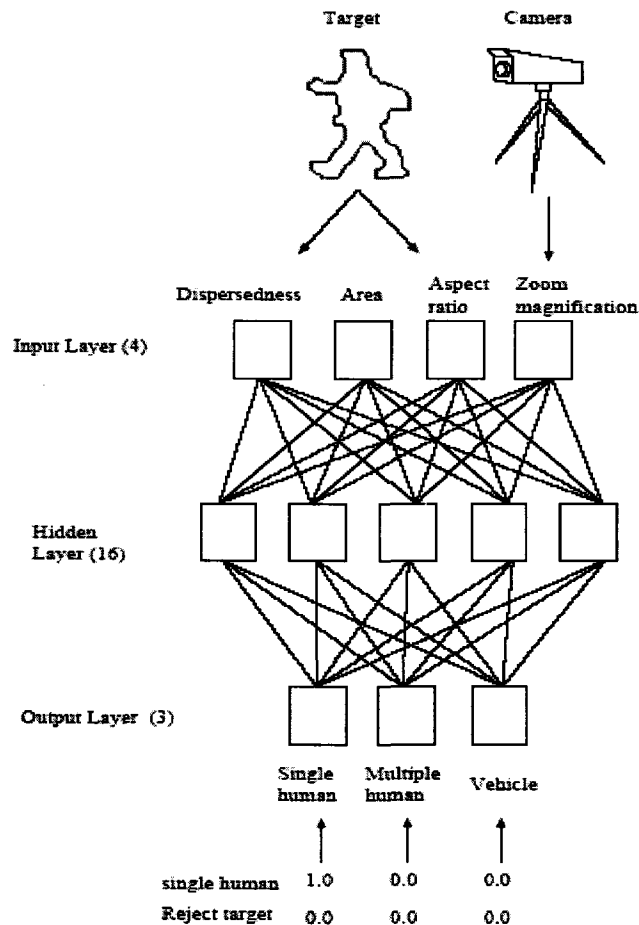 Target
Camera
Dispersedness
Area
Aspect
ratio
Zoom
magnification
Input Layer (4)
Hidden
Layer (16)
Output Layer (3)
Single
human
Multiple
human
Vehicle
single human 1.0 0.0 0.0
Reject target 0.0 0.0 0.0